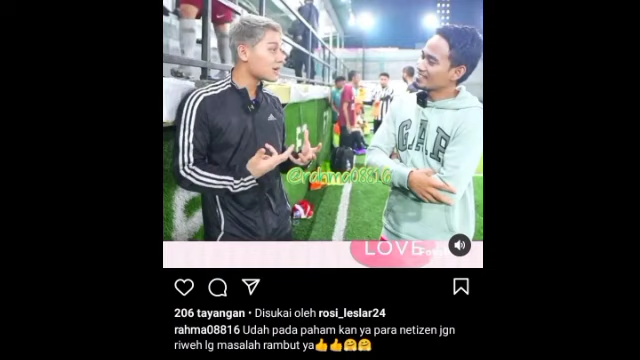 adidas
GAP
@rahma08816
LOVE
206 tayangan • Disukai oleh rosi_leslar24
rahma08816 Udah pada paham kan ya para netizen jgn
riweh lg masalah rambut ya👍👍🤗🤗